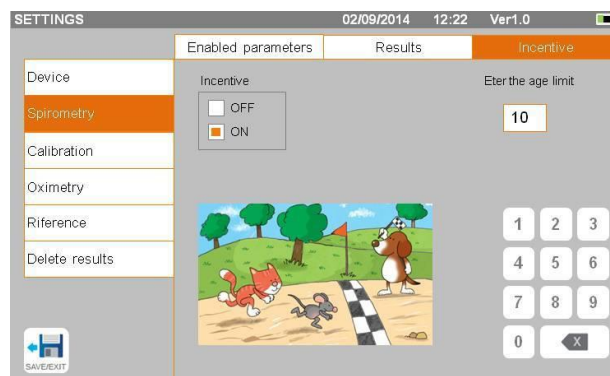 SETTINGS 02/09/2014 12:22 Ver1.0
Enabled parameters Results Incentive
Device
Spirometry
Calibration
Oximetry
Riference
Delete results
SAVE/EXIT
Incentive
OFF
ON
Eter the age limit
10
1 2 3
4 5 6
7 8 9
0 X